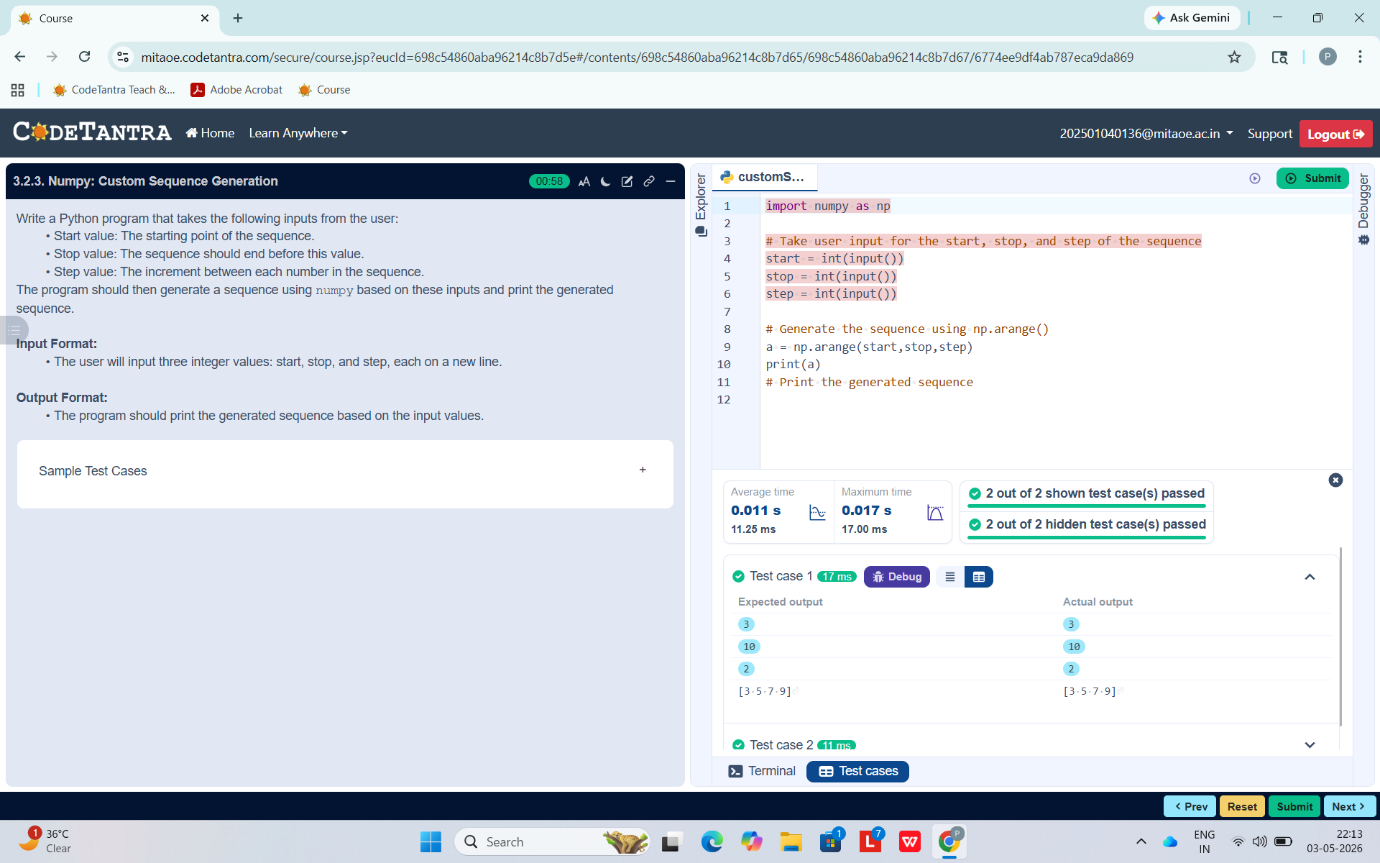 Course
Ask Gemini
mitaoe.codetantra.com/secure/course.jsp?eucId=698c54860aba96214c8b7d5e#/contents/698c54860aba96214c8b7d65/698c54860aba96214c8b7d67/6774ee9df4ab787eca9da869
P
CodeTantra Teach &...
Adobe Acrobat
Course
CODETANTRA
Home
Learn Anywhere
202501040136@mitaoe.ac.in
Support
Logout
3.2.3. Numpy: Custom Sequence Generation
00:58
AA
Write a Python program that takes the following inputs from the user:
• Start value: The starting point of the sequence.
• Stop value: The sequence should end before this value.
• Step value: The increment between each number in the sequence.
The program should then generate a sequence using numpy based on these inputs and print the generated
sequence.
Input Format:
• The user will input three integer values: start, stop, and step, each on a new line.
Output Format:
• The program should print the generated sequence based on the input values.
Sample Test Cases
+
Explorer
customS...
Submit
Debugger
1 import numpy as np
2
3 # Take user input for the start, stop, and step of the sequence
4 start = int(input())
5 stop = int(input())
6 step = int(input())
7
8 # Generate the sequence using np.arange()
9 a = np.arange(start,stop,step)
10 print(a)
11 # Print the generated sequence
12
Average time
0.011 s
11.25 ms
Maximum time
0.017 s
17.00 ms
2 out of 2 shown test case(s) passed
2 out of 2 hidden test case(s) passed
Test case 1 17 ms Debug
Expected output Actual output
3 3
10 10
2 2
[3·5·7·9] [3·5·7·9]
Test case 2 11 ms
Terminal
Test cases
< Prev
Reset
Submit
Next >
1
36°C
Clear
Search
1
7
P
ENG
IN
22:13
03-05-2026